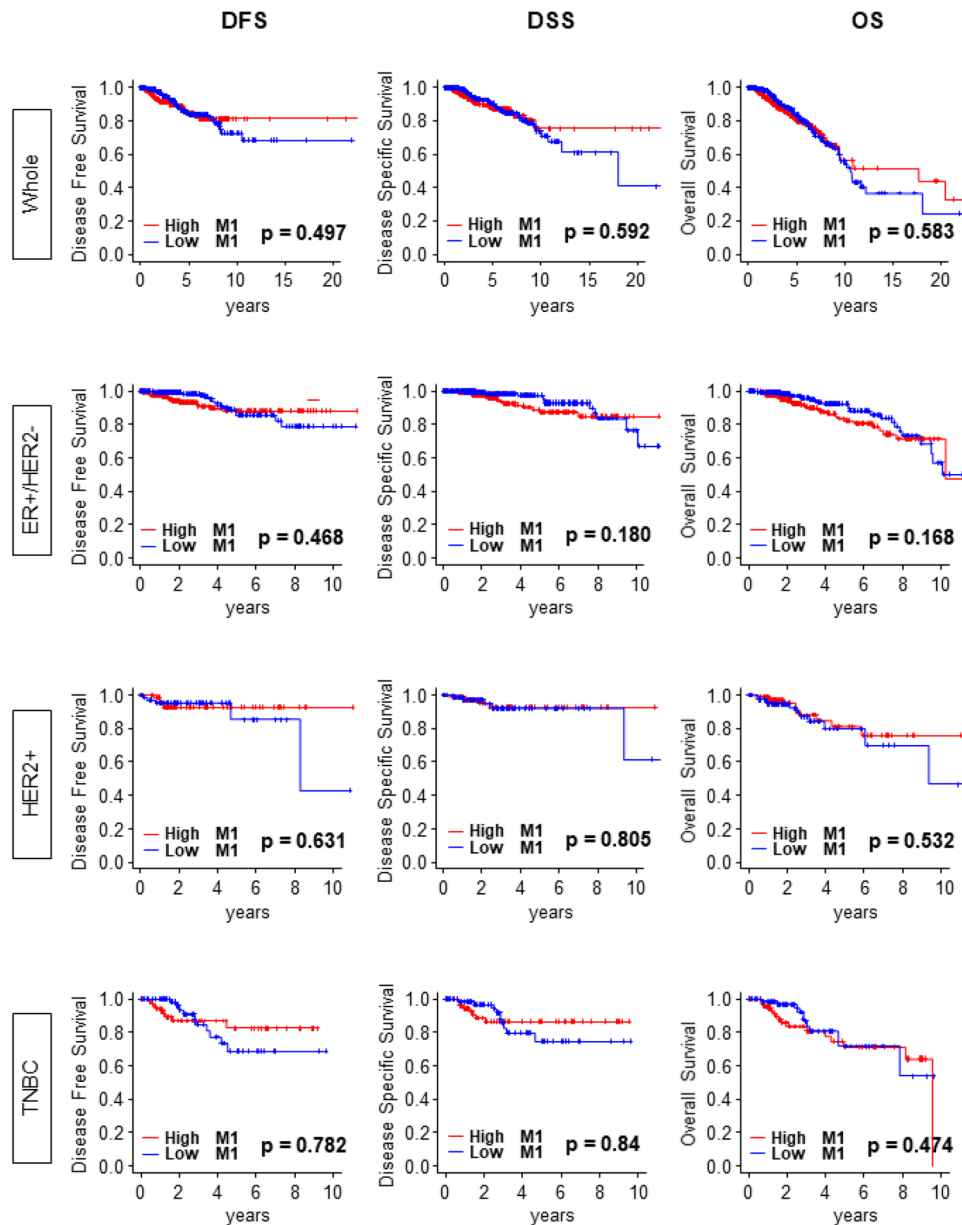 DFS DSS OS
Whole
Disease Free Survival
1.0
0.8
0.6
0.4
0.2
0.0
High M1
Low M1
p = 0.497
0 5 10 15 20
years
Disease Specific Survival
1.0
0.8
0.6
0.4
0.2
0.0
High M1
Low M1
p = 0.592
0 5 10 15 20
years
Overall Survival
1.0
0.8
0.6
0.4
0.2
0.0
High M1
Low M1
p = 0.583
0 5 10 15 20
years
ER+/HER2-
Disease Free Survival
1.0
0.8
0.6
0.4
0.2
0.0
High M1
Low M1
p = 0.468
0 2 4 6 8 10
years
Disease Specific Survival
1.0
0.8
0.6
0.4
0.2
0.0
High M1
Low M1
p = 0.180
0 2 4 6 8 10
years
Overall Survival
1.0
0.8
0.6
0.4
0.2
0.0
High M1
Low M1
p = 0.168
0 2 4 6 8 10
years
HER2+
Disease Free Survival
1.0
0.8
0.6
0.4
0.2
0.0
High M1
Low M1
p = 0.631
0 2 4 6 8 10
years
Disease Specific Survival
1.0
0.8
0.6
0.4
0.2
0.0
High M1
Low M1
p = 0.805
0 2 4 6 8 10
years
Overall Survival
1.0
0.8
0.6
0.4
0.2
0.0
High M1
Low M1
p = 0.532
0 2 4 6 8 10
years
TNBC
Disease Free Survival
1.0
0.8
0.6
0.4
0.2
0.0
High M1
Low M1
p = 0.782
0 2 4 6 8 10
years
Disease Specific Survival
1.0
0.8
0.6
0.4
0.2
0.0
High M1
Low M1
p = 0.84
0 2 4 6 8 10
years
Overall Survival
1.0
0.8
0.6
0.4
0.2
0.0
High M1
Low M1
p = 0.474
0 2 4 6 8 10
years